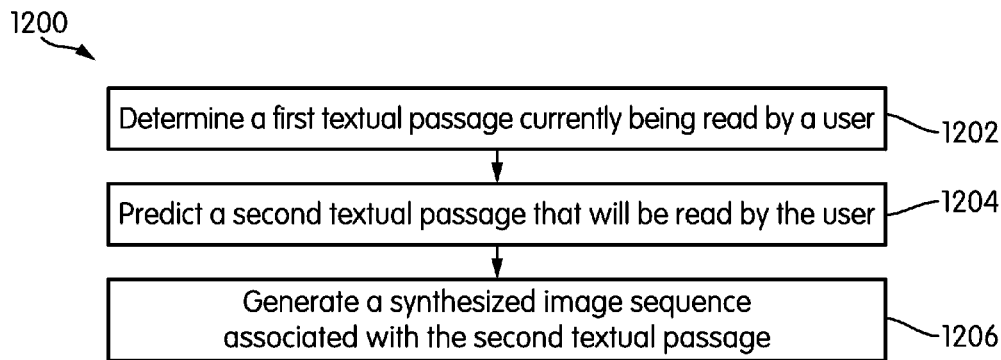 1200
Determine a first textual passage currently being read by a user
1202
Predict a second textual passage that will be read by the user
1204
Generate a synthesized image sequence
associated with the second textual passage
1206